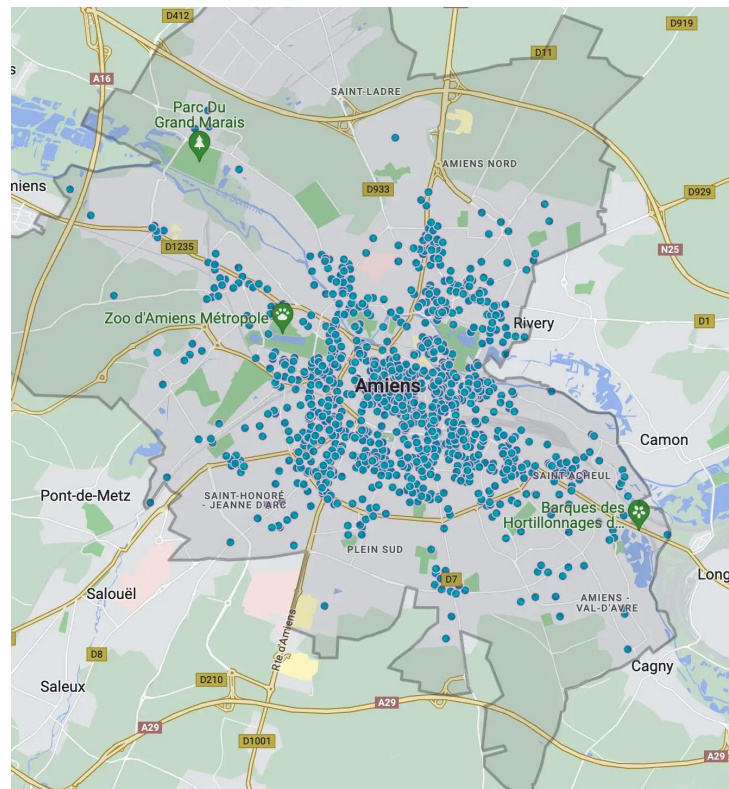 D412
D919
D11
s
A16
SAINT-LADRE
Parc Du
Grand Marais
AMIENS NORD
miens
D933
D929
La Somme
D1235
N25
Zoo d'Amiens Métropole
Rivery
D1
Amiens
Camon
SAINT-ACHEUL
Pont-de-Metz
SAINT-HONORÉ
- JEANNE D'ARC
Barques des
Hortillonnages d...
PLEIN SUD
D7
Long
Salouël
AMIENS -
VAL-D'AVRE
Rte d'Amiens
D8
Cagny
D210
Saleux
A29
A29
D1001
A29